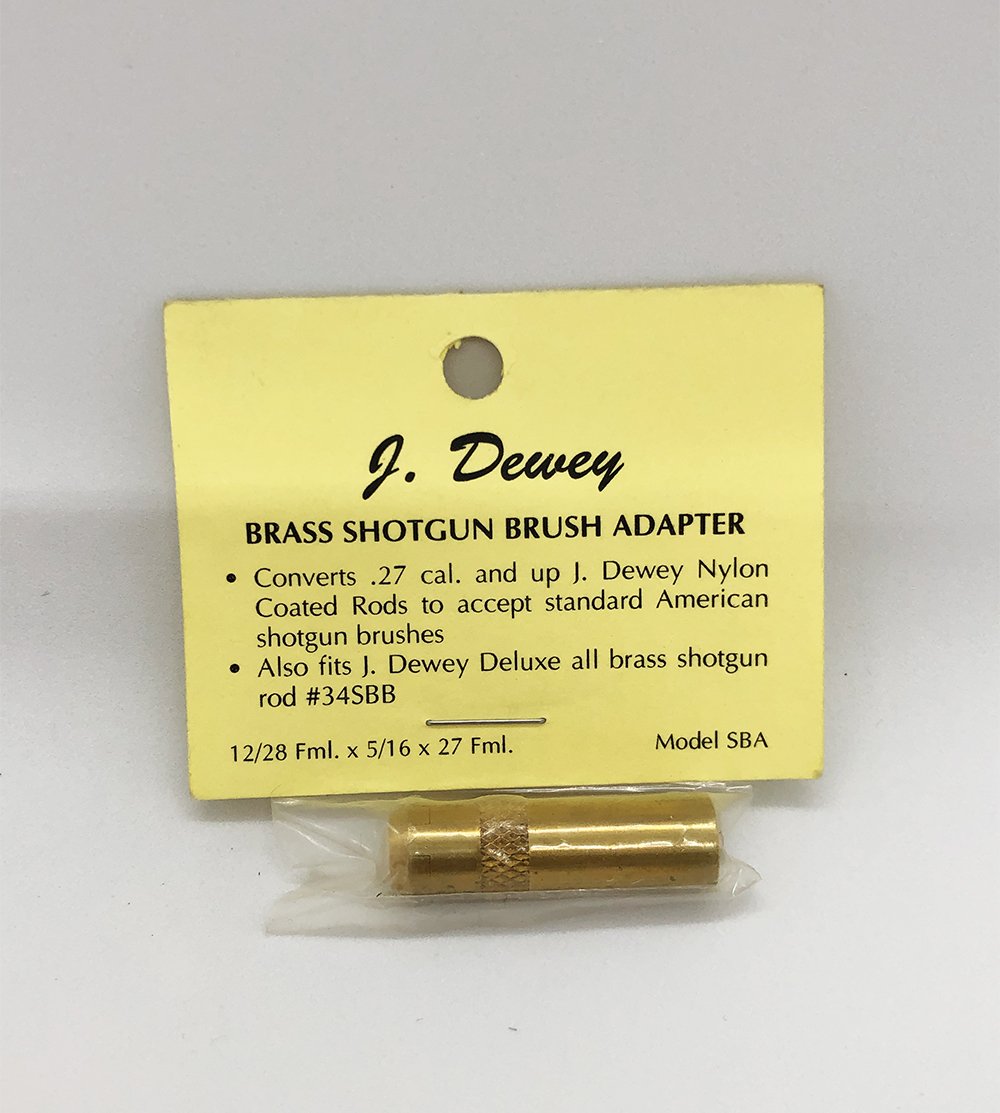 J. Dewey
BRASS SHOTGUN BRUSH ADAPTER
• Converts .27 cal. and up J. Dewey Nylon
Coated Rods to accept standard American
shotgun brushes
• Also fits J. Dewey Deluxe all brass shotgun
rod #34SBB
12/28 Fml. x 5/16 x 27 Fml. Model SBA